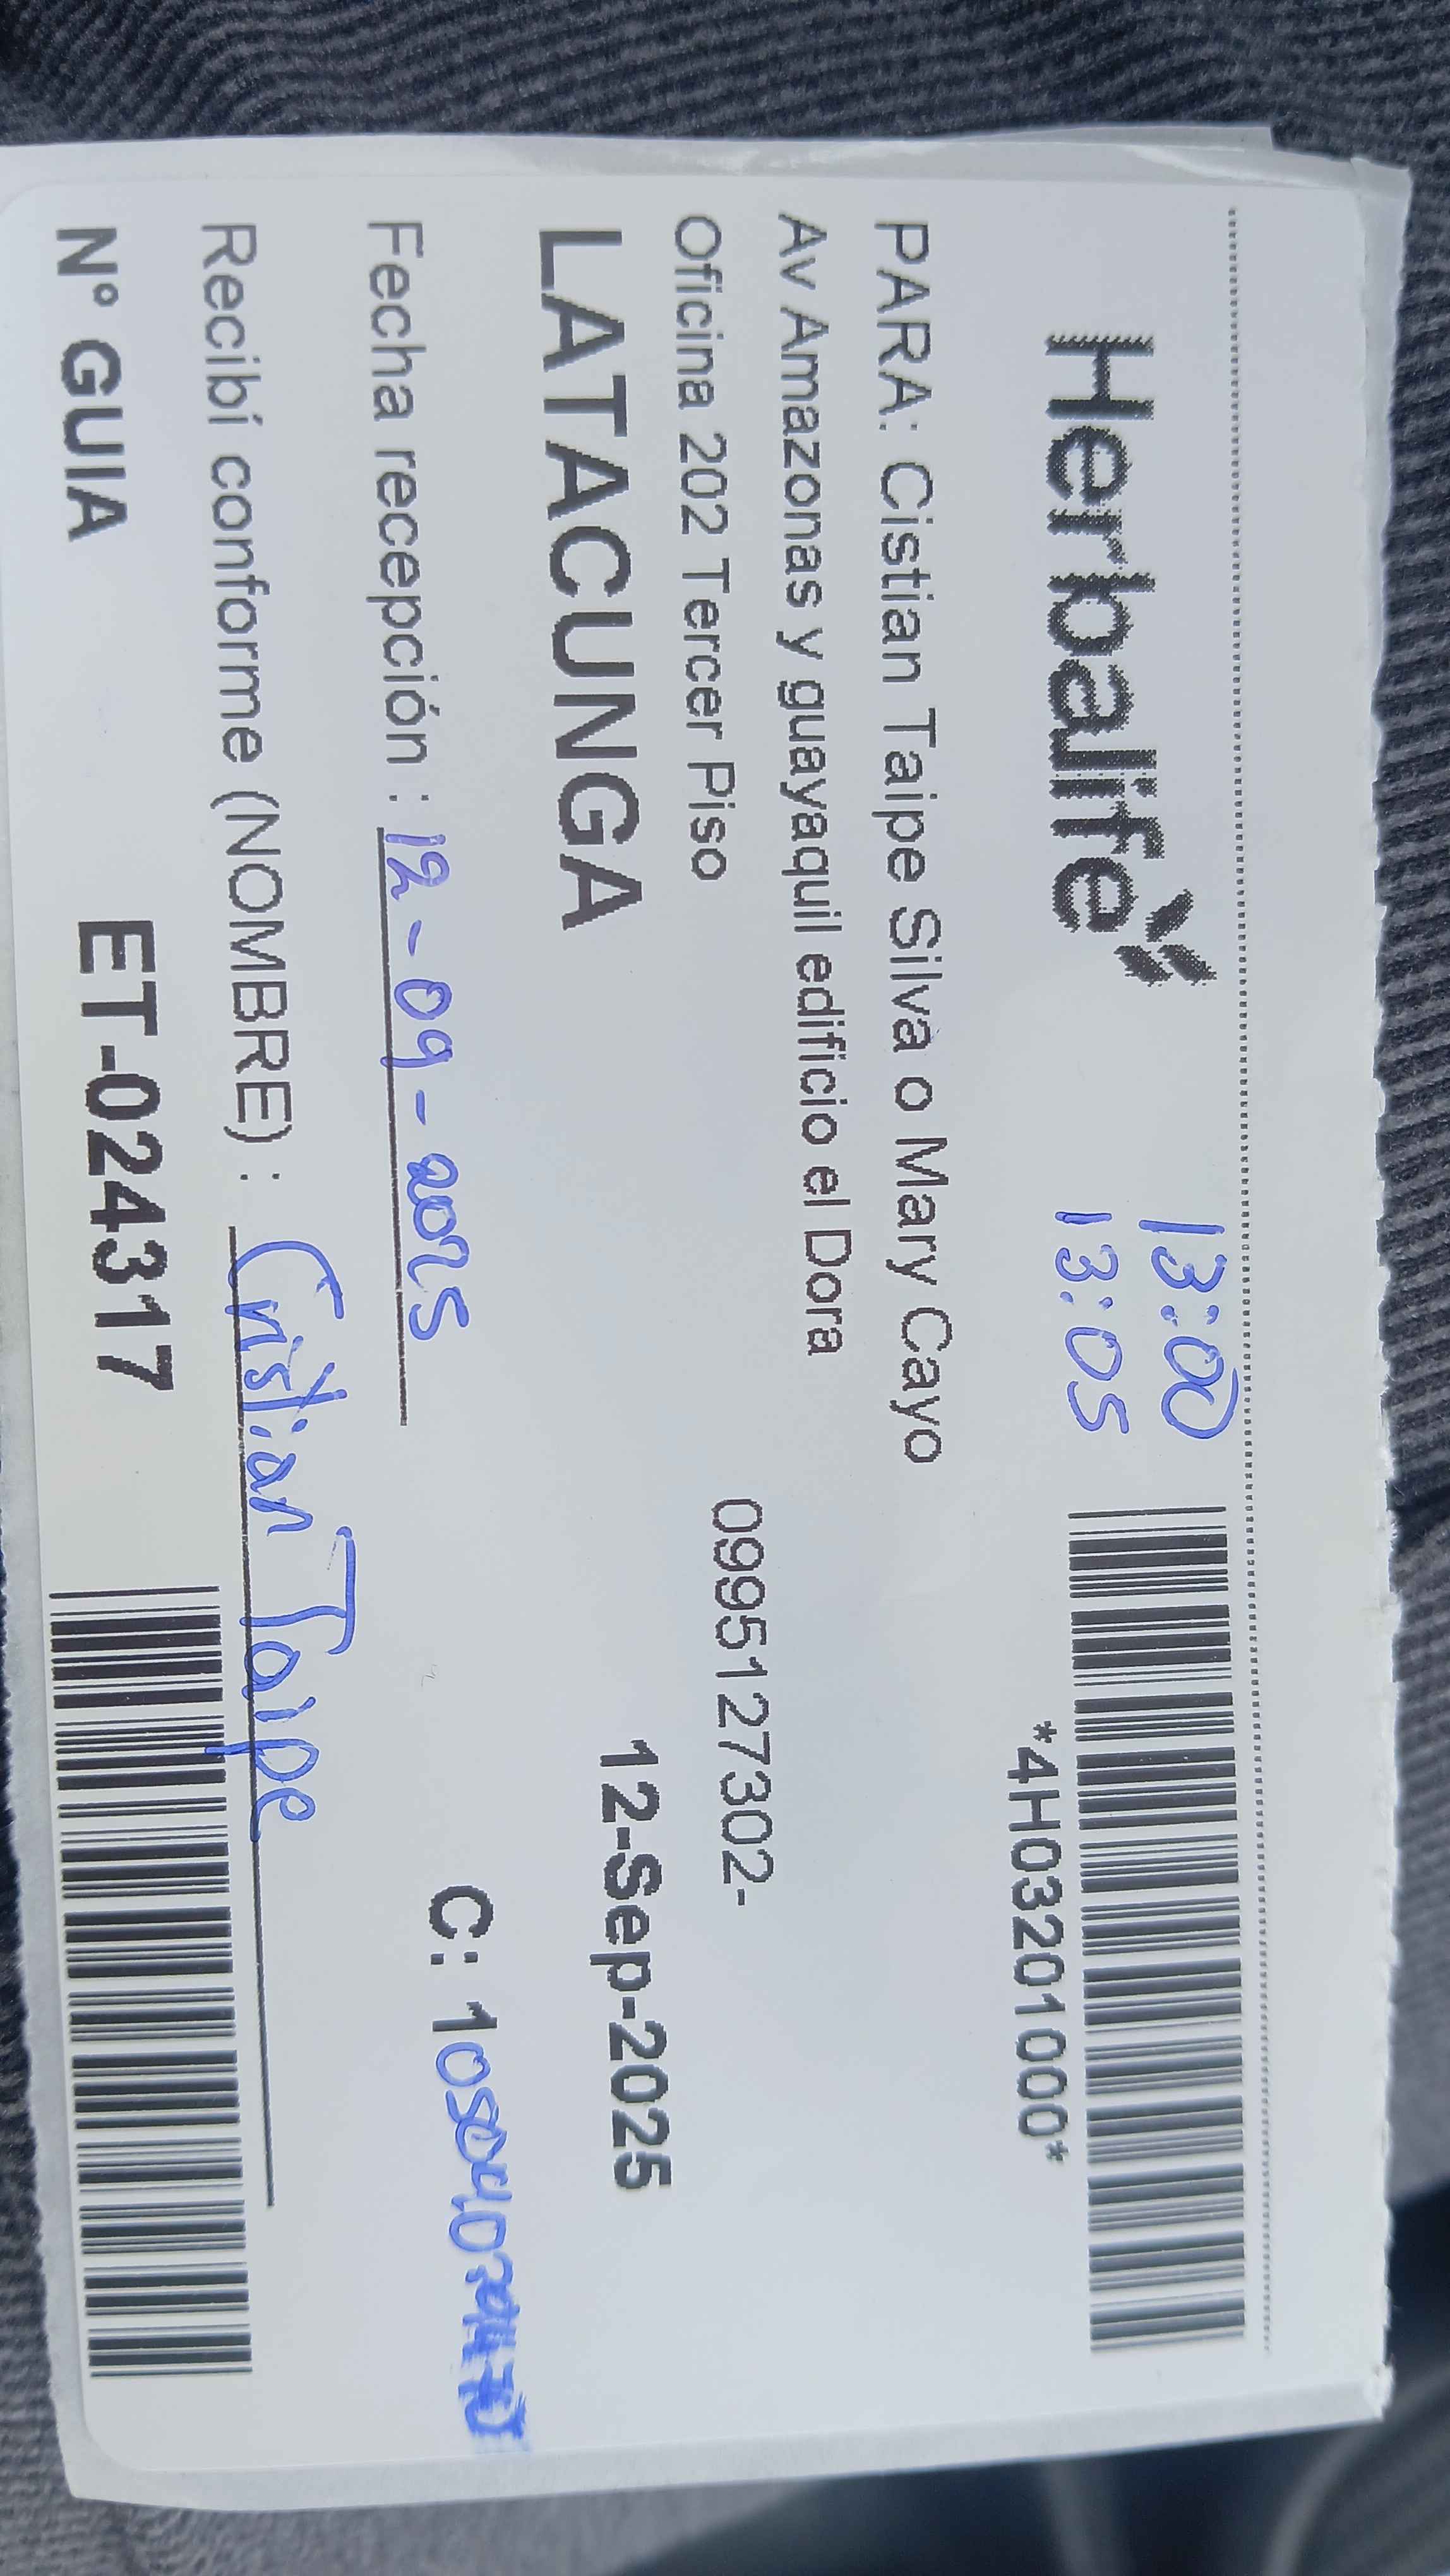 Herbalife
13:00
13:05
*4H03201000*
PARA: Cistian Taipe Silva o Mary Cayo
Av Amazonas y guayaquil edificio el Dora
Oficina 202 Tercer Piso 0995127302-
LATACUNGA 12-Sep-2025
Fecha recepción : 12-09-2025 C: 1
Recibí conforme (NOMBRE) : Cristian Taipe
N° GUIA ET-024317